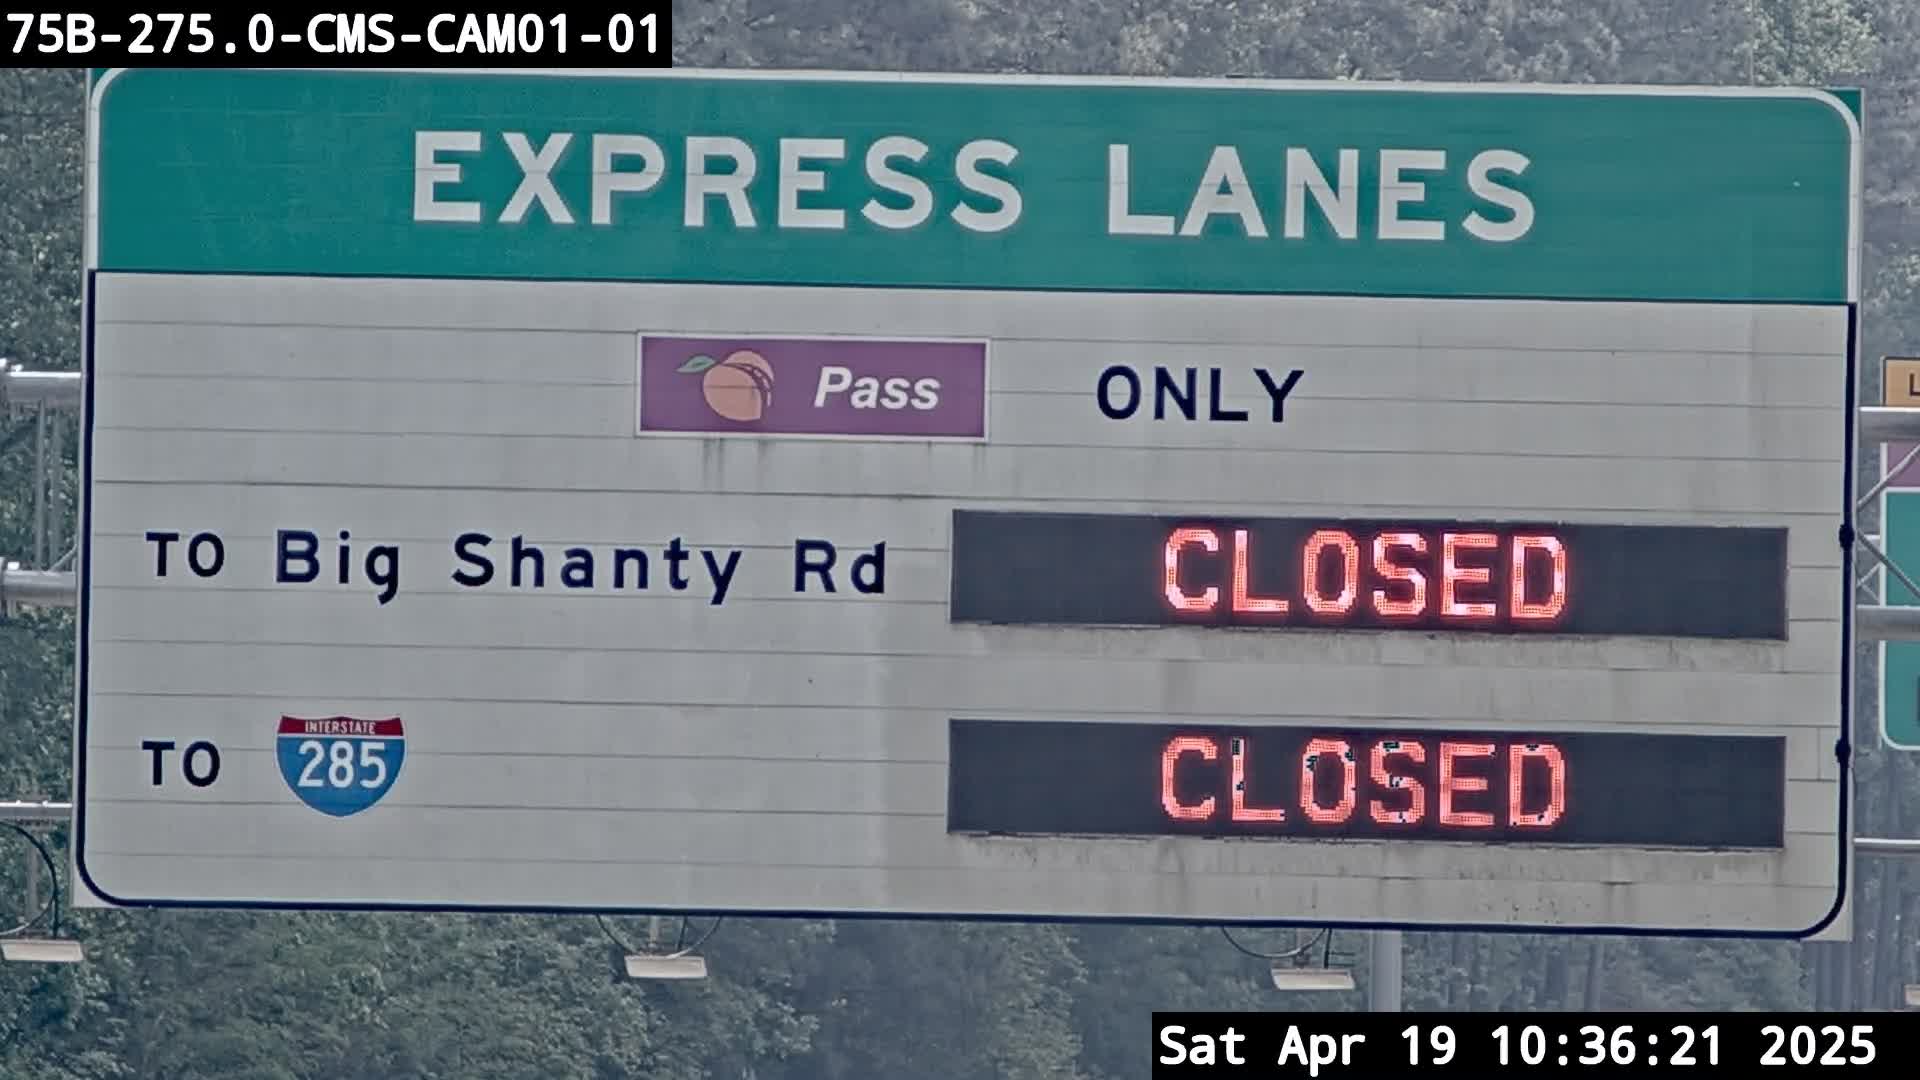 75B-275.0-CMS-CAM01-01
EXPRESS LANES
Pass ONLY
TO Big Shanty Rd CLOSED
INTERSTATE
TO 285 CLOSED
Sat Apr 19 10:36:21 2025